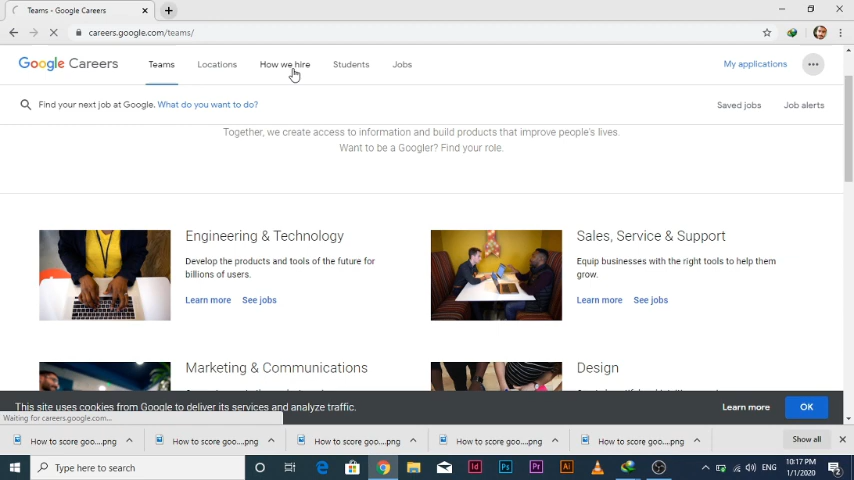 Teams - Google Careers
careers.google.com/teams/
Google Careers Teams Locations How we hire Students Jobs My applications
Find your next job at Google. What do you want to do? Saved jobs Job alerts
Together, we create access to information and build products that improve people's lives.
Want to be a Googler? Find your role.
Engineering & Technology
Develop the products and tools of the future for
billions of users.
Learn more See jobs
Sales, Service & Support
Equip businesses with the right tools to help them
grow.
Learn more See jobs
Marketing & Communications
Design
This site uses cookies from Google to deliver its services and analyze traffic. Learn more OK
Waiting for careers.google.com...
How to score goo....png How to score goo....png How to score goo....png How to score goo....png How to score goo....png Show all
Type here to search
Id Ps Pr Ai
ENG
10:17 PM
1/1/2020
2